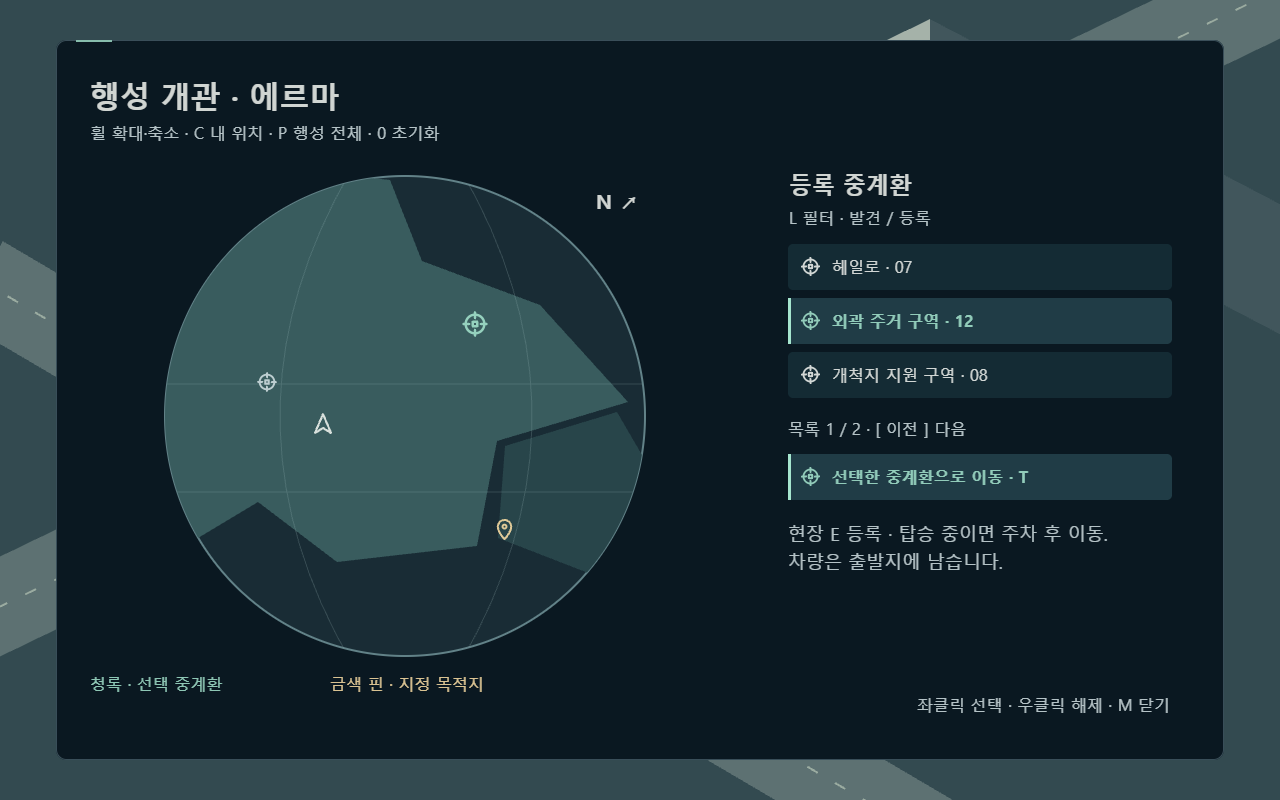 행성 개관 · 에르마
휠 확대·축소 · C 내 위치 · P 행성 전체 · 0 초기화
N ↗
등록 중계환
L 필터 · 발견 / 등록
헤일로 · 07
외곽 주거 구역 · 12
개척지 지원 구역 · 08
목록 1 / 2 · [ 이전 ] 다음
선택한 중계환으로 이동 · T
현장 E 등록 · 탑승 중이면 주차 후 이동.
차량은 출발지에 남습니다.
청록 · 선택 중계환
금색 핀 · 지정 목적지
좌클릭 선택 · 우클릭 해제 · M 닫기